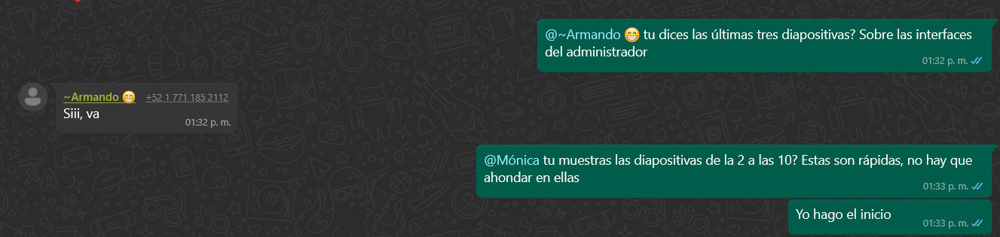 @~Armando 😁 tu dices las últimas tres diapositivas? Sobre las interfaces
del administrador
01:32 p. m.
~Armando 😁 +52 1 771 185 2112
Siii, va
01:32 p. m.
@Mónica tu muestras las diapositivas de la 2 a las 10? Estas son rápidas, no hay que
ahondar en ellas
01:33 p. m.
Yo hago el inicio
01:33 p. m.